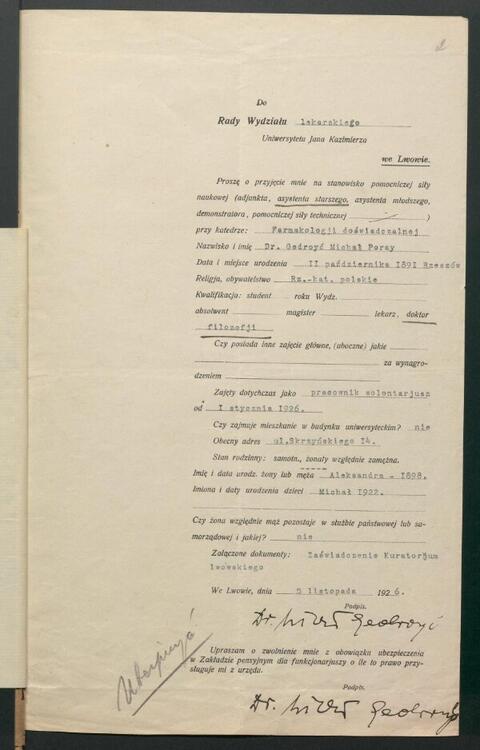 Do
Rady Wydziału lekarskiego
Uniwersytetu Jana Kazimierza
we Lwowie.
Proszę o przyjęcie mnie na stanowisko pomocniczej siły
naukowej (adjunkta, asystenta starszego, asystenta młodszego,
demonstratora, pomocniczej siły technicznej )
przy katedrze: Farmakologji doświadczalnej
Nazwisko i imię Dr. Gedroyć Michał Poray
Data i miejsce urodzenia II października I89I Rzeszów
Religja, obywatelstwo Rz.-kat. polskie
Kwalifikacja: student roku Wydz.
absolwent magister lekarz, doktor
filozofji
Czy posiada inne zajęcie główne, (uboczne) jakie
za wynagro-
dzeniem
Zajęty dotychczas jako pracownik wolontarjusz
od I stycznia I926.
Czy zajmuje mieszkanie w budynku uniwersyteckim? nie
Obecny adres ul.Skrzyńskiego I4.
Stan rodzinny: samotn., żonaty względnie zamężna.
Imię i data urodz. żony lub męża Aleksandra - I898.
Imiona i daty urodzenia dzieci Michał I922.
Czy żona względnie mąż pozostaje w służbie państwowej lub sa-
morządowej i jakiej? nie
Załączone dokumenty: Zaświadczenie Kuratorjum
lwowskiego
We Lwowie, dnia 5 listopada 1926.
Podpis.
Dr. Michał Gedroyć
Upraszam o zwolnienie mnie z obowiązku ubezpieczenia
w Zakładzie pensyjnym dla funkcjonarjuszy o ile to prawo przy-
sługuje mi z urzędu.
Ubezpieczyć
Podpis.
Dr. Michał Gedroyć